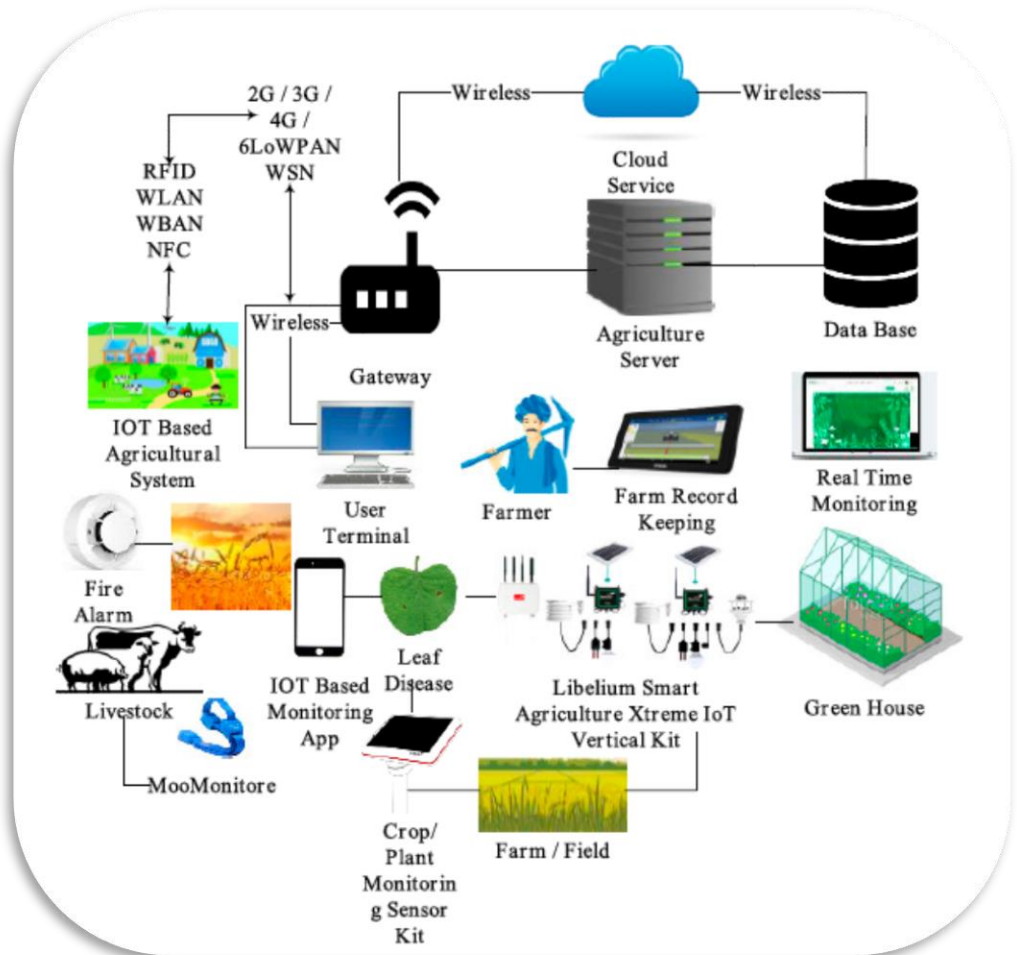 2G / 3G /
4G /
6LoWPAN
WSN
Wireless
Wireless
Cloud
Service
RFID
WLAN
WBAN
NFC
Wireless
Gateway
Agriculture
Server
Data Base
IOT Based
Agricultural
System
User
Terminal
Farmer
Farm Record
Keeping
Real Time
Monitoring
Fire
Alarm
Livestock
MooMonitore
IOT Based
Monitoring
App
Leaf
Disease
Libelium Smart
Agriculture Xtreme IoT
Vertical Kit
Green House
Crop/
Plant
Monitorin
g Sensor
Kit
Farm / Field